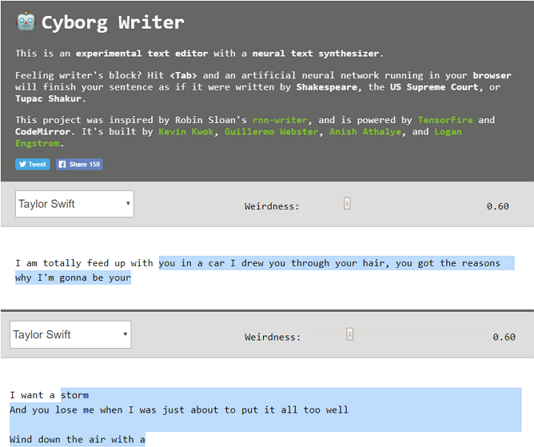 Cyborg Writer
This is an experimental text editor with a neural text synthesizer.
Feeling writer's block? Hit <Tab> and an artificial neural network running in your browser
will finish your sentence as if it were written by Shakespeare, the US Supreme Court, or
Tupac Shakur.
This project was inspired by Robin Sloan's rnn-writer, and is powered by TensorFire and
CodeMirror. It's built by Kevin Kwok, Guillermo Webster, Anish Athalye, and Logan
Engstrom.
Tweet Share 159
Taylor Swift Weirdness: 0.60
I am totally feed up with you in a car I drew you through your hair, you got the reasons
why I'm gonna be your
Taylor Swift Weirdness: 0.60
I want a storm
And you lose me when I was just about to put it all too well
Wind down the air with a